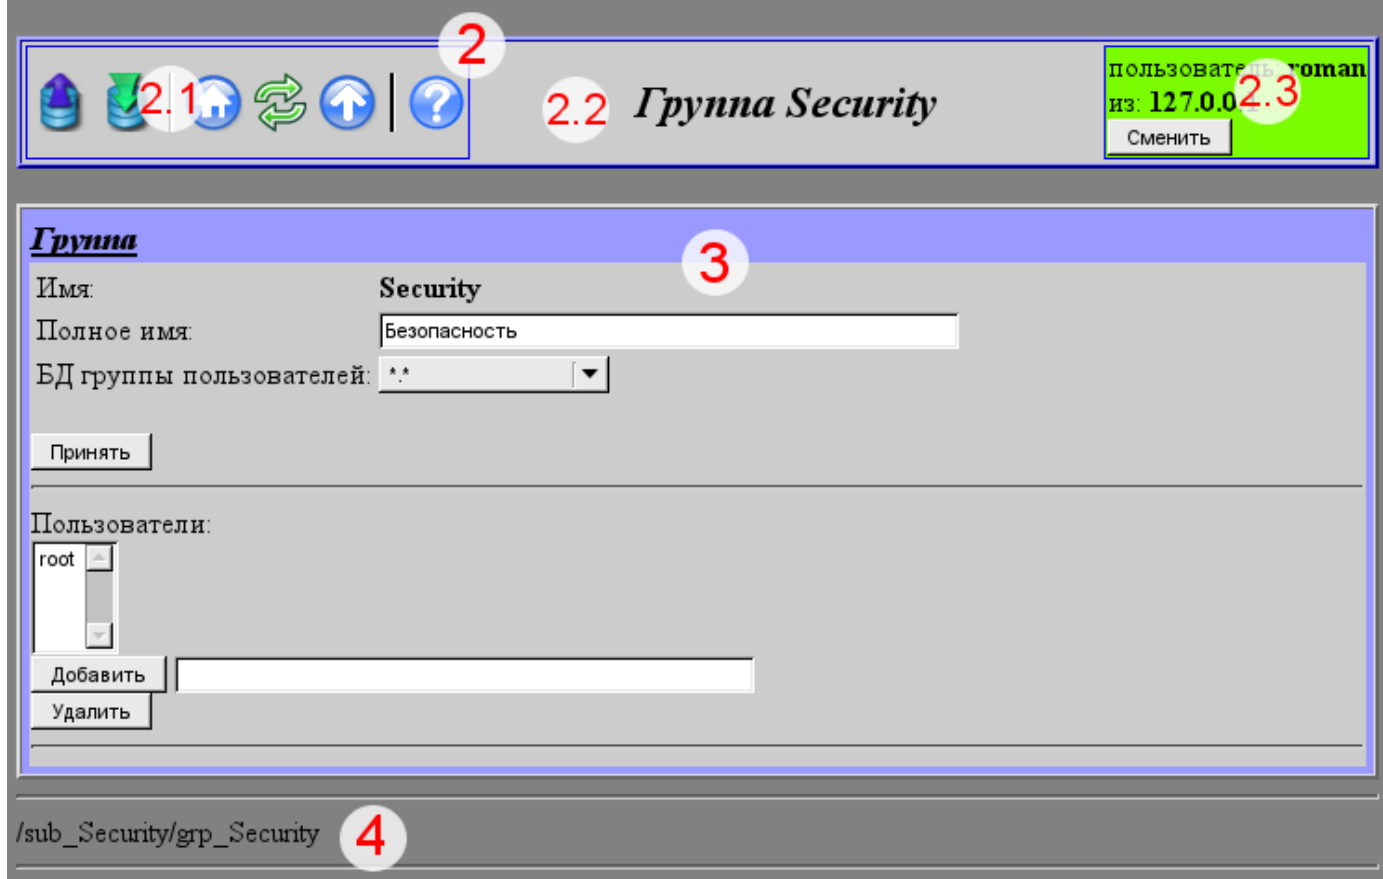 2
2.1
2.2
Группа Security
пользователь: roman
из: 127.0.0.1
2.3
Сменить
Группа
3
Имя: Security
Полное имя: Безопасность
БД группы пользователей: *.*
Принять
Пользователи:
root
Добавить
Удалить
/sub_Security/grp_Security
4